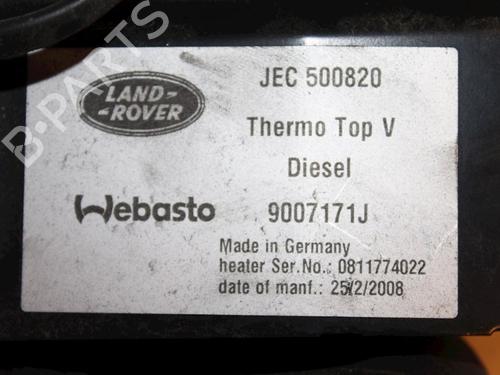 B-PARTS
LAND-
-ROVER
JEC 500820
Thermo Top V
Diesel
Webasto 9007171J
Made in Germany
heater Ser.No.: 0811774022
date of manf.: 25/2/2008